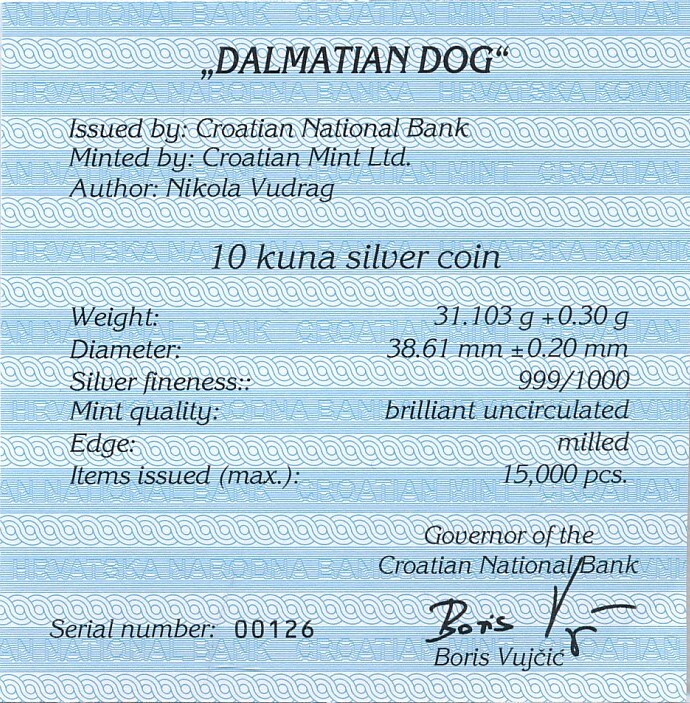 „DALMATIAN DOG“
Issued by: Croatian National Bank
Minted by: Croatian Mint Ltd.
Author: Nikola Vudrag
10 kuna silver coin
Weight: 31.103 g +0.30 g
Diameter: 38.61 mm ±0.20 mm
Silver fineness:: 999/1000
Mint quality: brilliant uncirculated
Edge: milled
Items issued (max.): 15,000 pcs.
Governor of the
Croatian National Bank
Boris
Serial number: 00126
Boris Vujčić